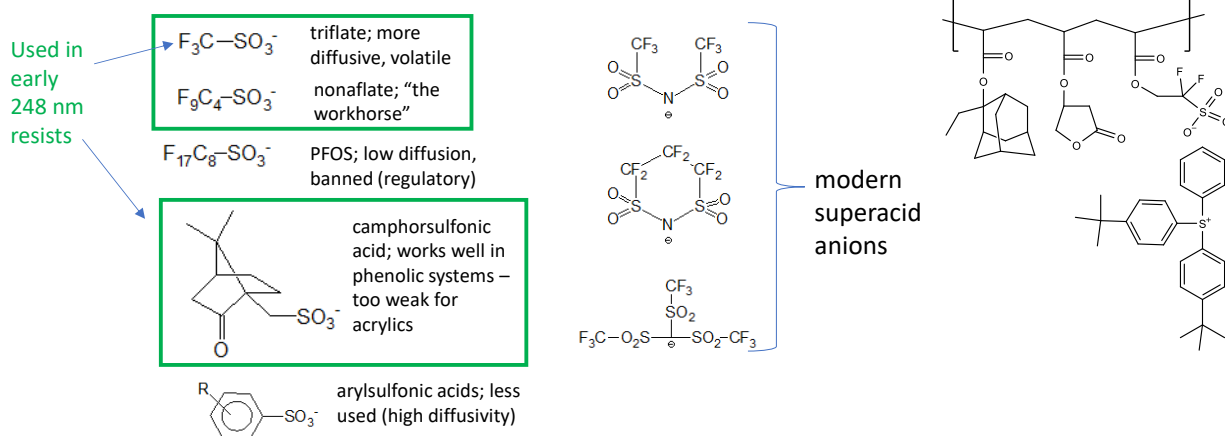 Used in
early
248 nm
resists
F3C—SO3-
triflate; more
diffusive, volatile
F9C4—SO3-
nonaflate; “the
workhorse”
F17C8—SO3-
PFOS; low diffusion,
banned (regulatory)
SO3-
O
camphorsulfonic
acid; works well in
phenolic systems –
too weak for
acrylics
R
SO3-
arylsulfonic acids; less
used (high diffusivity)
CF3 CF3
O S S O
O N O
⊖
CF2
CF2 CF2
O S S O
O N O
⊖
CF3
SO2
F3C—O2S SO2—CF3
⊖
modern
superacid
anions
O O O
O O O
F F
S O
O- O
O O
S+